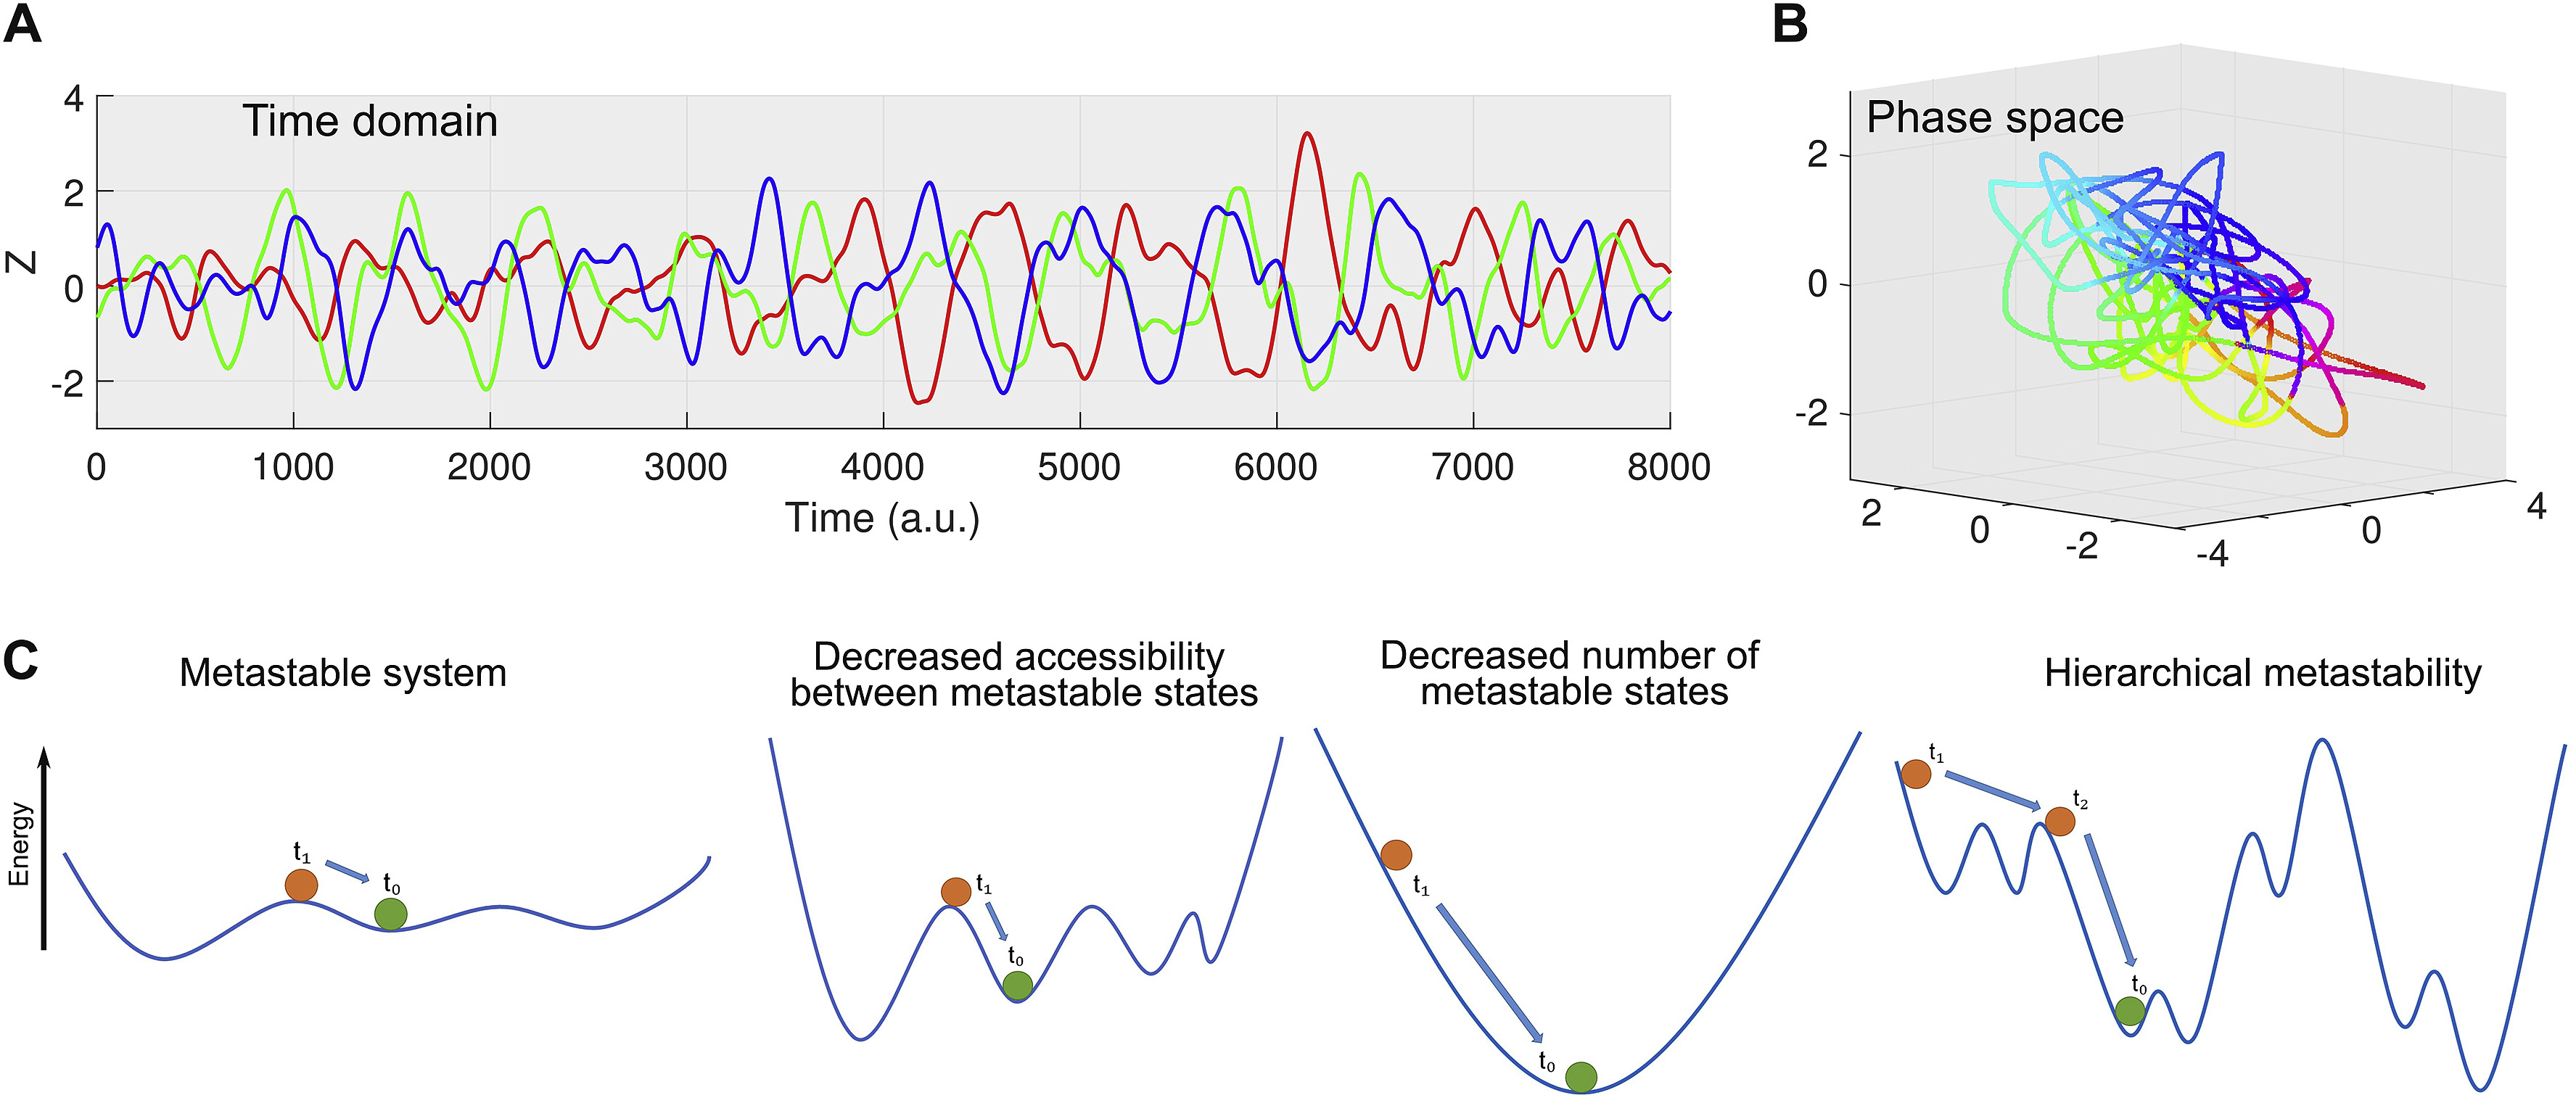 A
Time domain
4
2
0
-2
Z
0 1000 2000 3000 4000 5000 6000 7000 8000
Time (a.u.)
B
Phase space
2
0
-2
2 0 -2 -4 0 4
C
Metastable system
Decreased accessibility
between metastable states
Decreased number of
metastable states
Hierarchical metastability
Energy
t₁
t₀
t₁
t₀
t₁
t₀
t₁
t₂
t₀